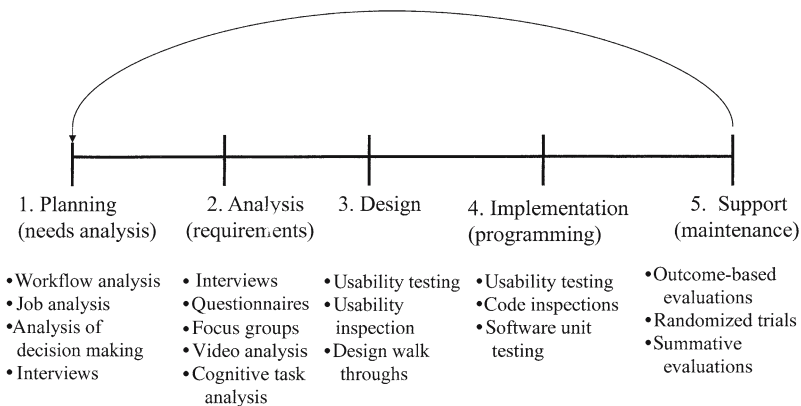 1. Planning
(needs analysis)
•Workflow analysis
•Job analysis
•Analysis of
decision making
•Interviews
2. Analysis
(requirements)
• Interviews
•Questionnaires
•Focus groups
•Video analysis
•Cognitive task
analysis
3. Design
•Usability testing
•Usability
inspection
•Design walk
throughs
4. Implementation
(programming)
•Usability testing
•Code inspections
•Software unit
testing
5. Support
(maintenance)
•Outcome-based
evaluations
•Randomized trials
•Summative
evaluations